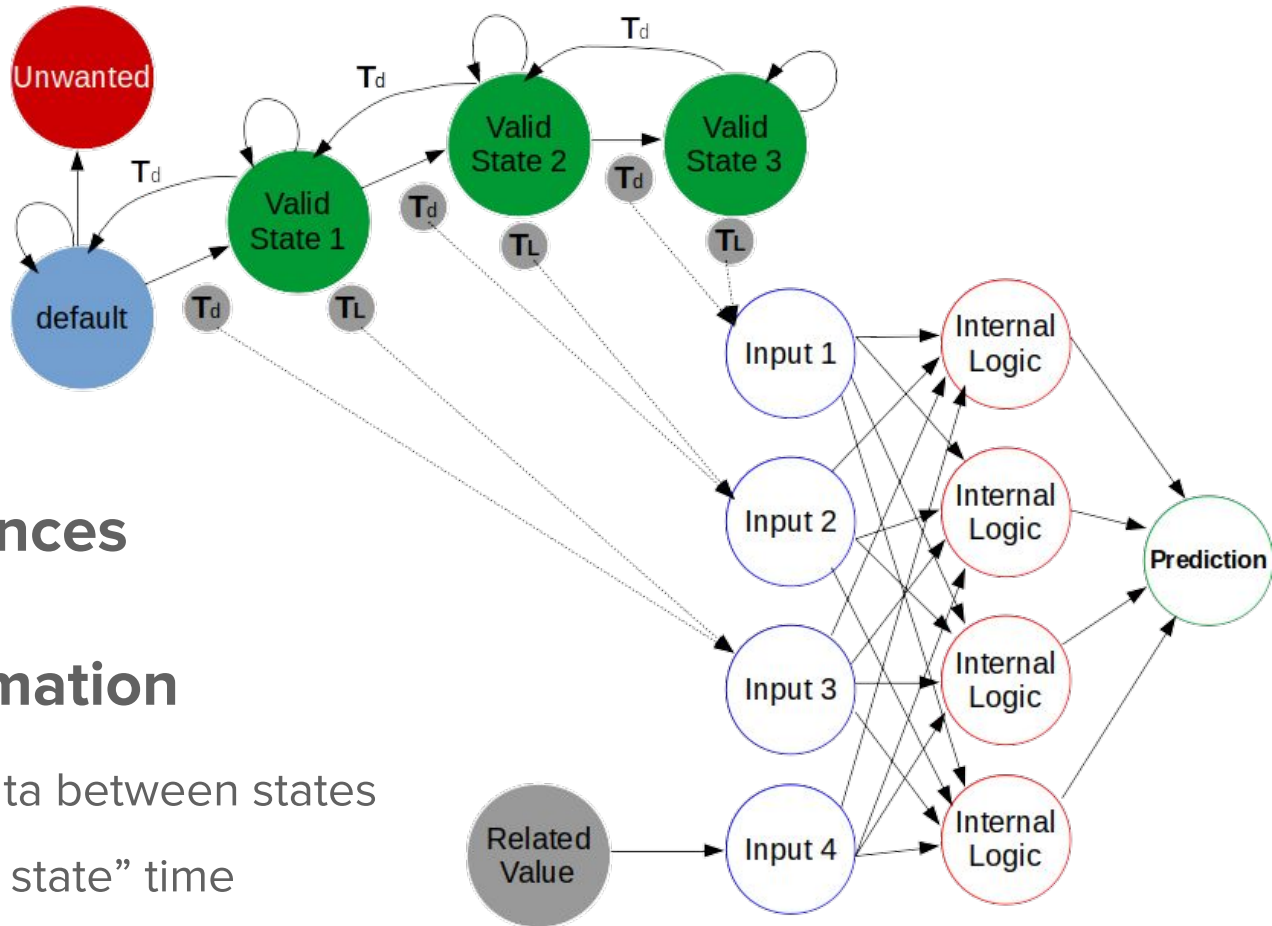 Unwanted
Td
Td
Td
Valid
State 1
Valid
State 2
Valid
State 3
default
Td
TL
Td
TL
Td
TL
Input 1
Input 2
Input 3
Input 4
Internal
Logic
Internal
Logic
Internal
Logic
Internal
Logic
Prediction
nces
mation
ta between states
state” time
Related
Value